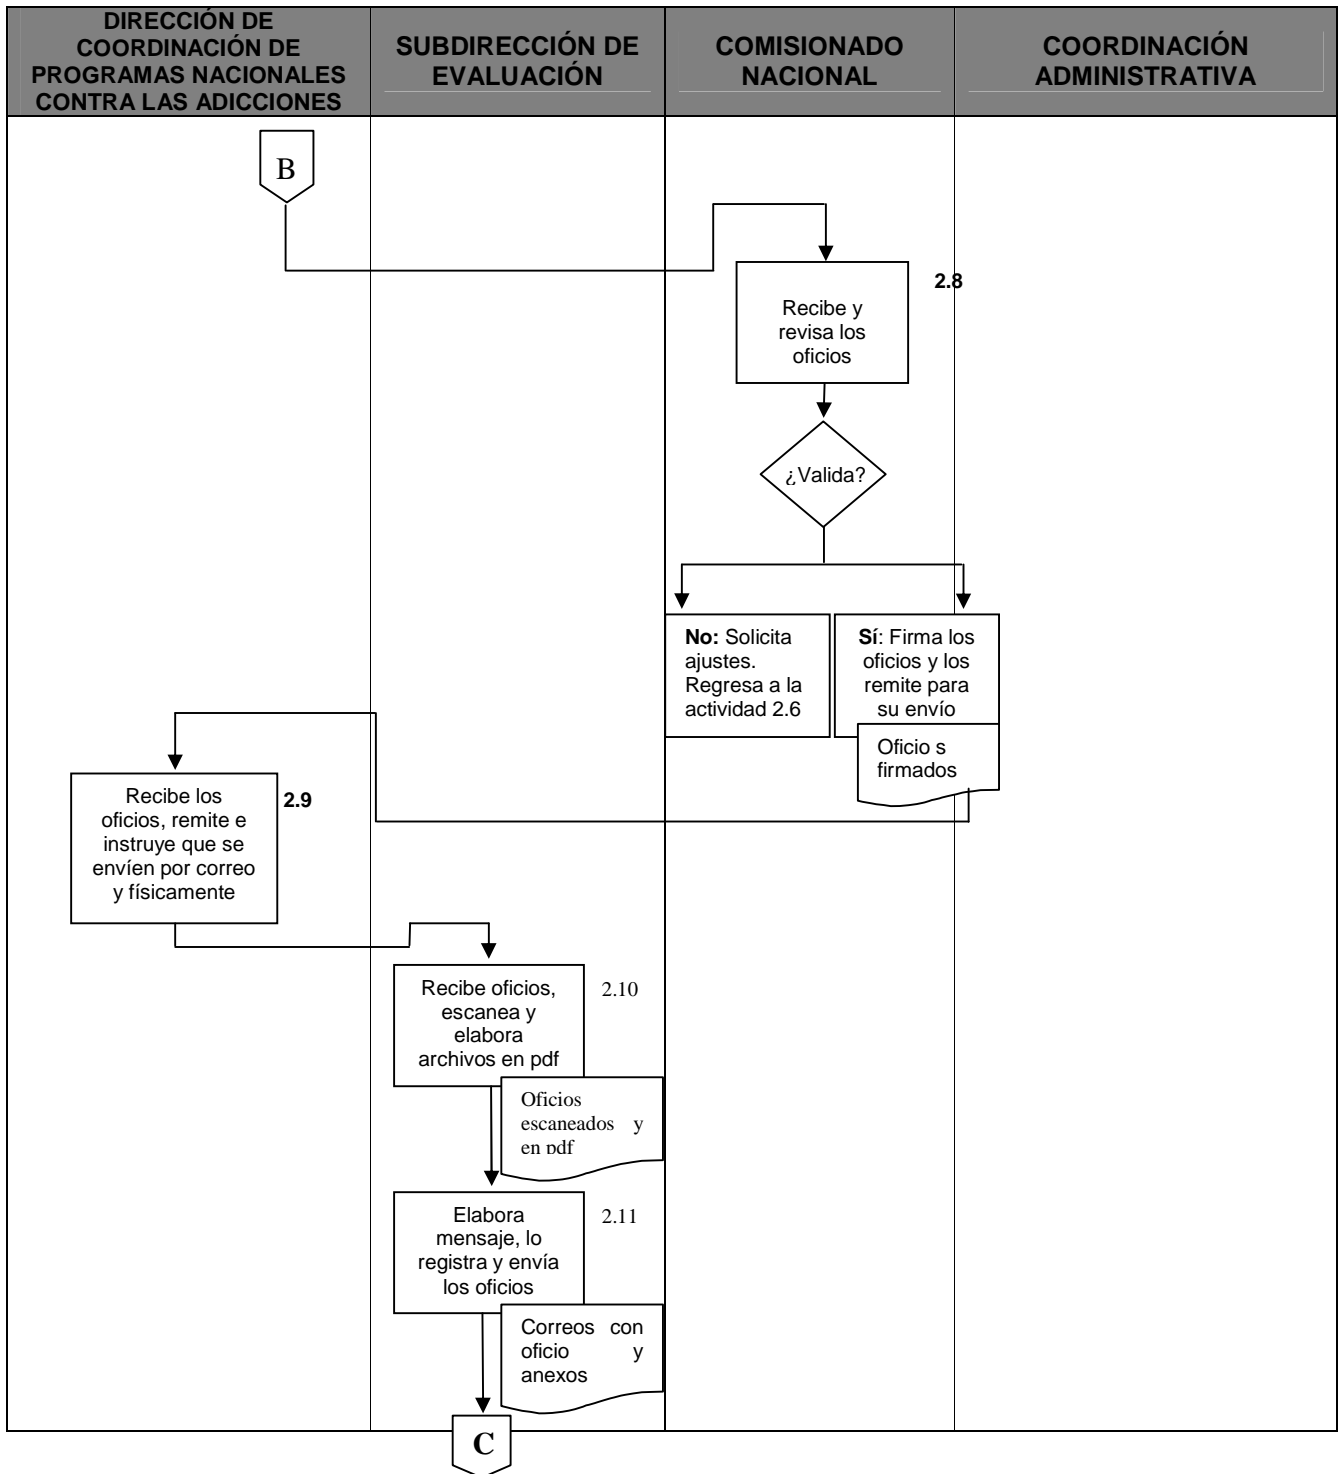 DIRECCIÓN DE
COORDINACIÓN DE
PROGRAMAS NACIONALES
CONTRA LAS ADICCIONES
SUBDIRECCIÓN DE
EVALUACIÓN
COMISIONADO
NACIONAL
COORDINACIÓN
ADMINISTRATIVA
B
2.8
Recibe y
revisa los
oficios
¿Valida?
No: Solicita
ajustes.
Regresa a la
actividad 2.6
Sí: Firma los
oficios y los
remite para
su envío
Oficio s
firmados
Recibe los
oficios, remite e
instruye que se
envíen por correo
y físicamente
2.9
Recibe oficios,
escanea y
elabora
archivos en pdf
2.10
Oficios
escaneados y
en pdf
Elabora
mensaje, lo
registra y envía
los oficios
2.11
Correos con
oficio y
anexos
C